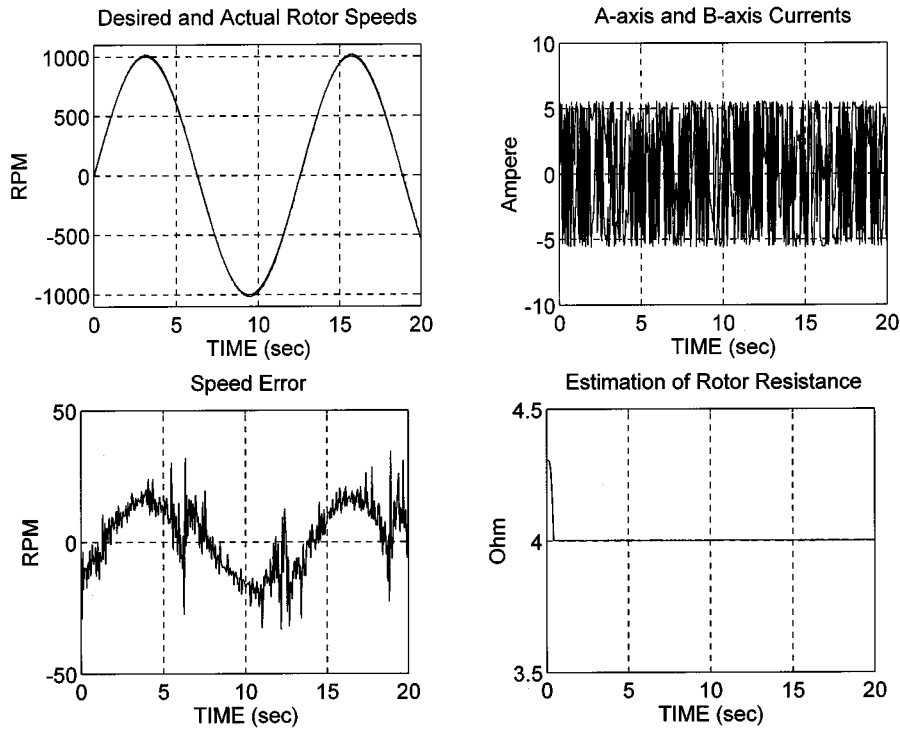 Desired and Actual Rotor Speeds
1000
500
0
-500
-1000
RPM
0 5 10 15 20
TIME (sec)
A-axis and B-axis Currents
10
5
0
-5
-10
Ampere
0 5 10 15 20
TIME (sec)
Speed Error
50
0
-50
RPM
0 5 10 15 20
TIME (sec)
Estimation of Rotor Resistance
4.5
4
3.5
Ohm
0 5 10 15 20
TIME (sec)